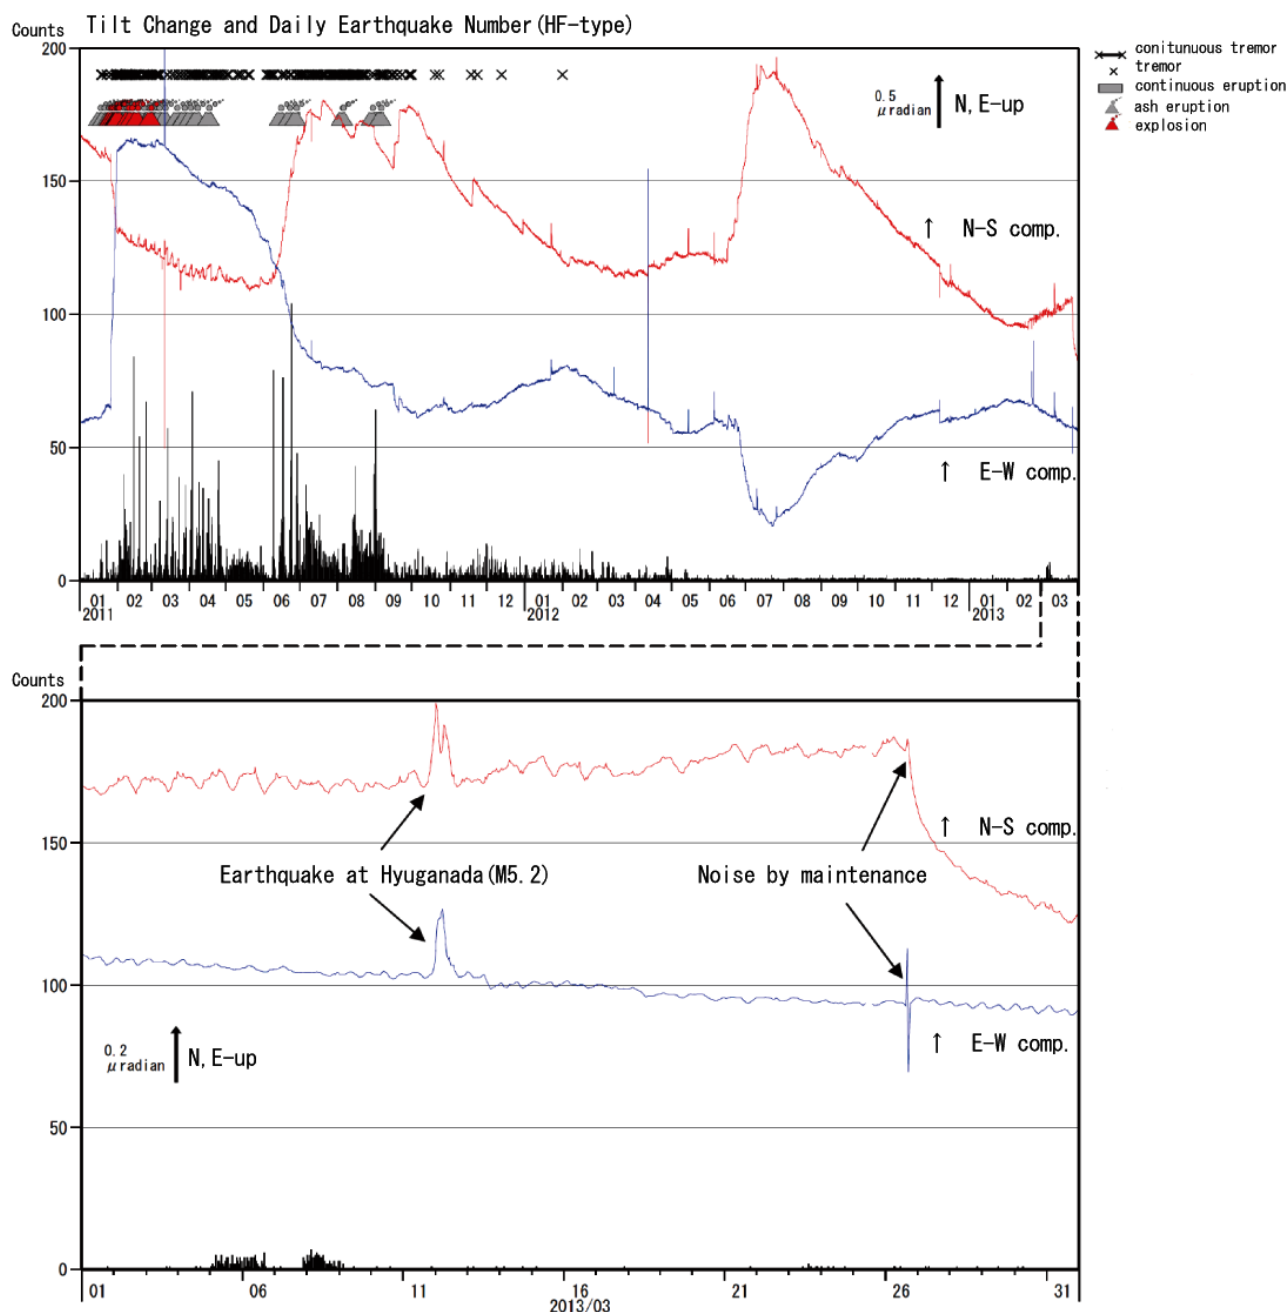 Counts
Tilt Change and Daily Earthquake Number(HF-type)
conitunuous tremor
tremor
continuous eruption
ash eruption
explosion
200
150
100
50
0
0.5
μ radian
N, E-up
↑ N-S comp.
↑ E-W comp.
01 02 03 04 05 06 07 08 09 10 11 12 01 02 03 04 05 06 07 08 09 10 11 12 01 02 03
2011 2012 2013
Counts
200
150
100
50
0
↑ N-S comp.
Earthquake at Hyuganada(M5.2)
Noise by maintenance
0.2
μ radian
N, E-up
↑ E-W comp.
01 06 11 16 21 26 31
2013/03